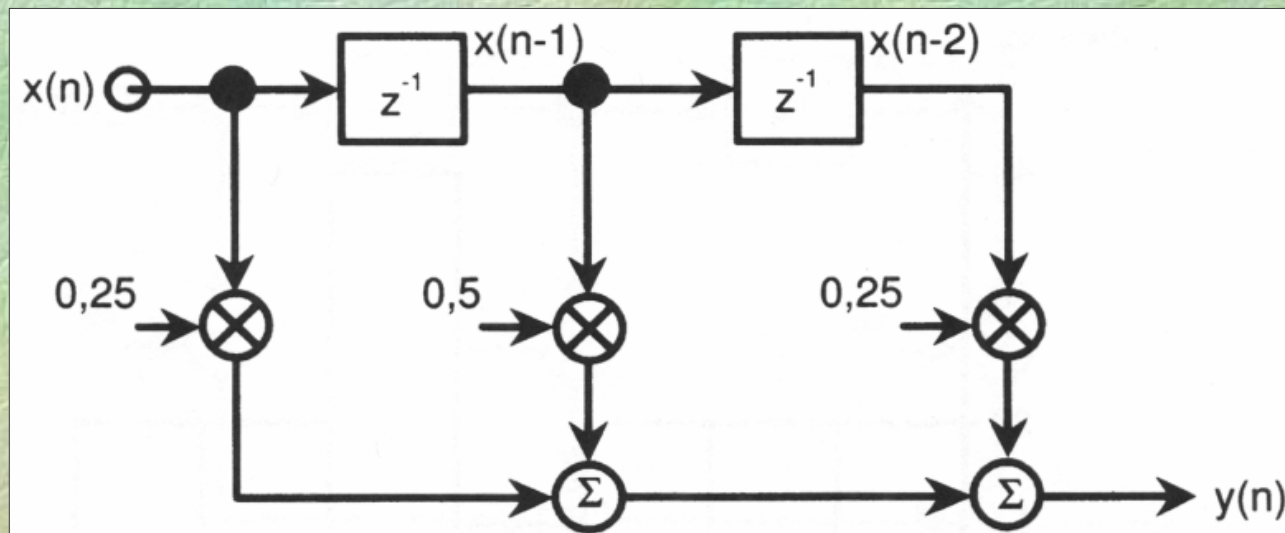 x(n-1)
x(n-2)
x(n)
z⁻¹
z⁻¹
0,25
0,5
0,25
Σ
Σ
y(n)